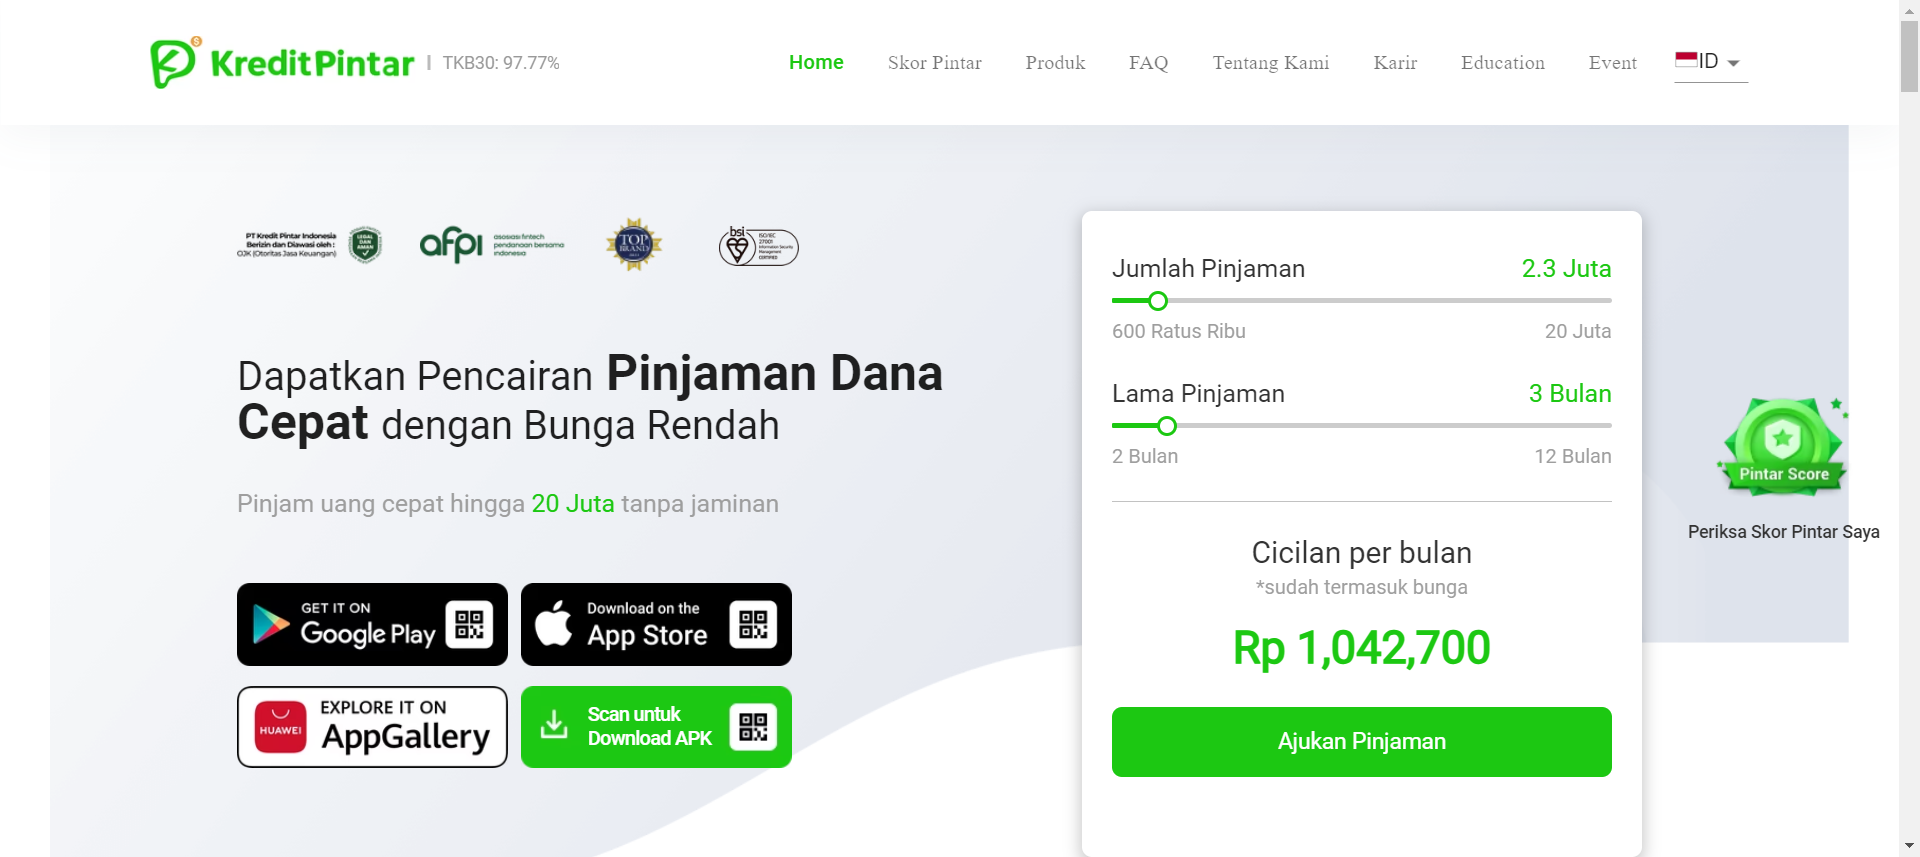 KreditPintar | TKB30: 97.77%
Home Skor Pintar Produk FAQ Tentang Kami Karir Education Event ID
PT Kredit Pintar Indonesia
Berizin dan Diawasi oleh :
OJK (Otoritas Jasa Keuangan)
LEGAL
DAN
AMAN
afpi
asosiasi fintech
pendanaan bersama
indonesia
TOP
BRAND
bsi
ISO/IEC
27001
Information Security
Management
CERTIFIED
Dapatkan Pencairan Pinjaman Dana
Cepat dengan Bunga Rendah
Pinjam uang cepat hingga 20 Juta tanpa jaminan
GET IT ON
Google Play
Download on the
App Store
HUAWEI
EXPLORE IT ON
AppGallery
Scan untuk
Download APK
Jumlah Pinjaman 2.3 Juta
600 Ratus Ribu 20 Juta
Lama Pinjaman 3 Bulan
2 Bulan 12 Bulan
Cicilan per bulan
*sudah termasuk bunga
Rp 1,042,700
Ajukan Pinjaman
Pintar Score
Periksa Skor Pintar Saya